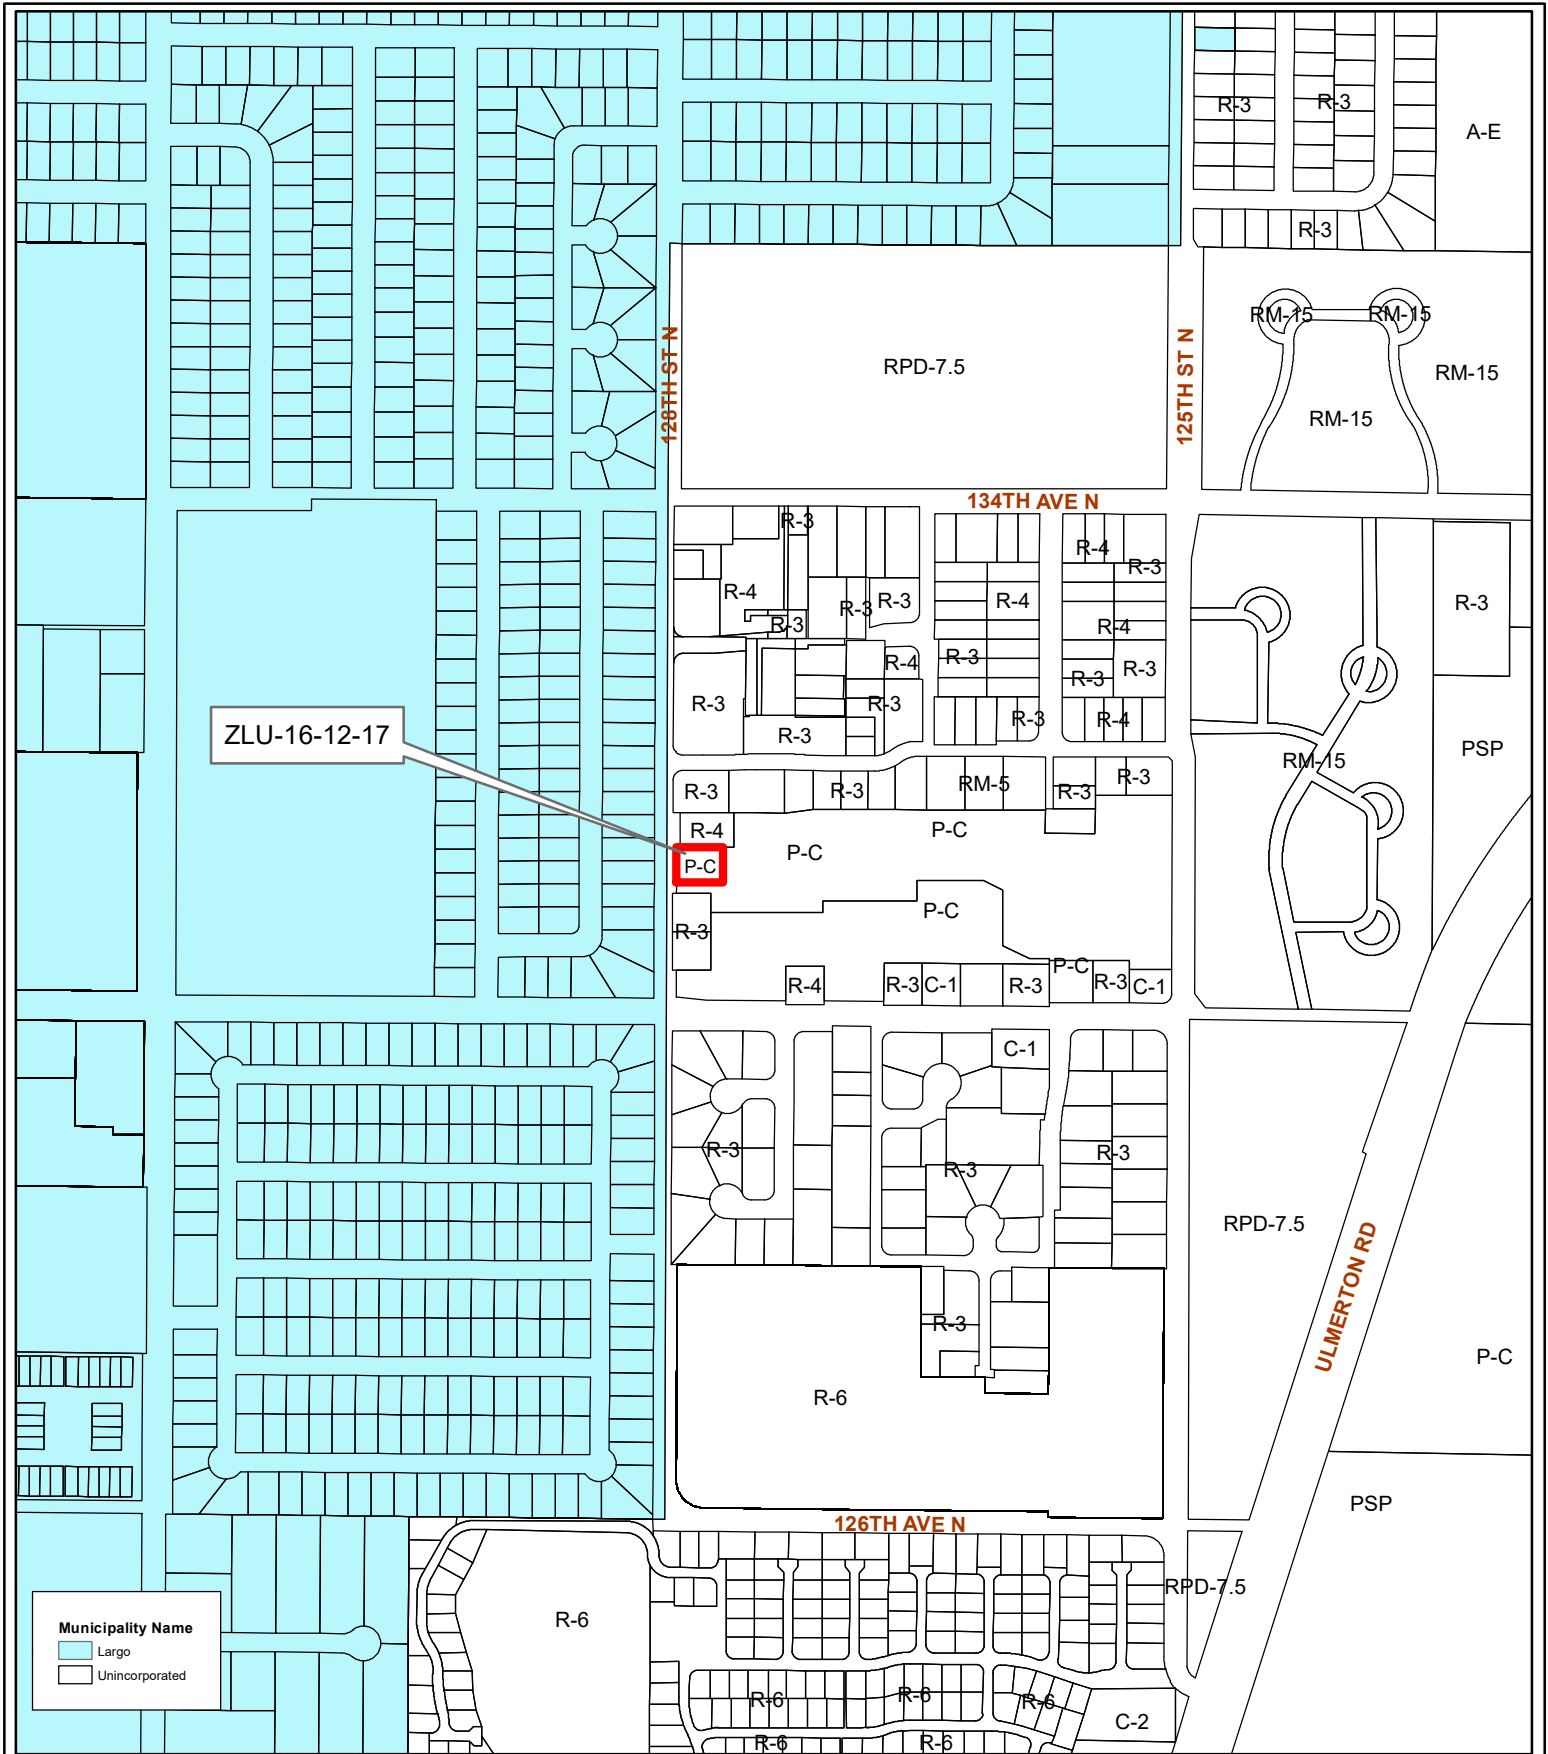 R-3
R-3
A-E
R-3
RM-15
RM-15
128TH ST N
125TH ST N
RPD-7.5
RM-15
RM-15
134TH AVE N
R-3
R-4
R-3
R-4
R-3
R-3
R-4
R-3
R-3
R-4
R-4
R-3
R-3
R-3
R-3
R-3
R-3
R-4
R-3
ZLU-16-12-17
PSP
RM-15
R-3
R-3
RM-5
R-3
R-3
R-4
P-C
P-C
P-C
P-C
R-3
P-C
R-4
R-3
C-1
R-3
R-3
C-1
C-1
R-3
R-3
R-3
RPD-7.5
ULMERTON RD
R-3
P-C
R-6
PSP
126TH AVE N
RPD-7.5
R-6
Municipality Name
Largo
Unincorporated
R-6
R-6
R-6
C-2
R-6
R-6